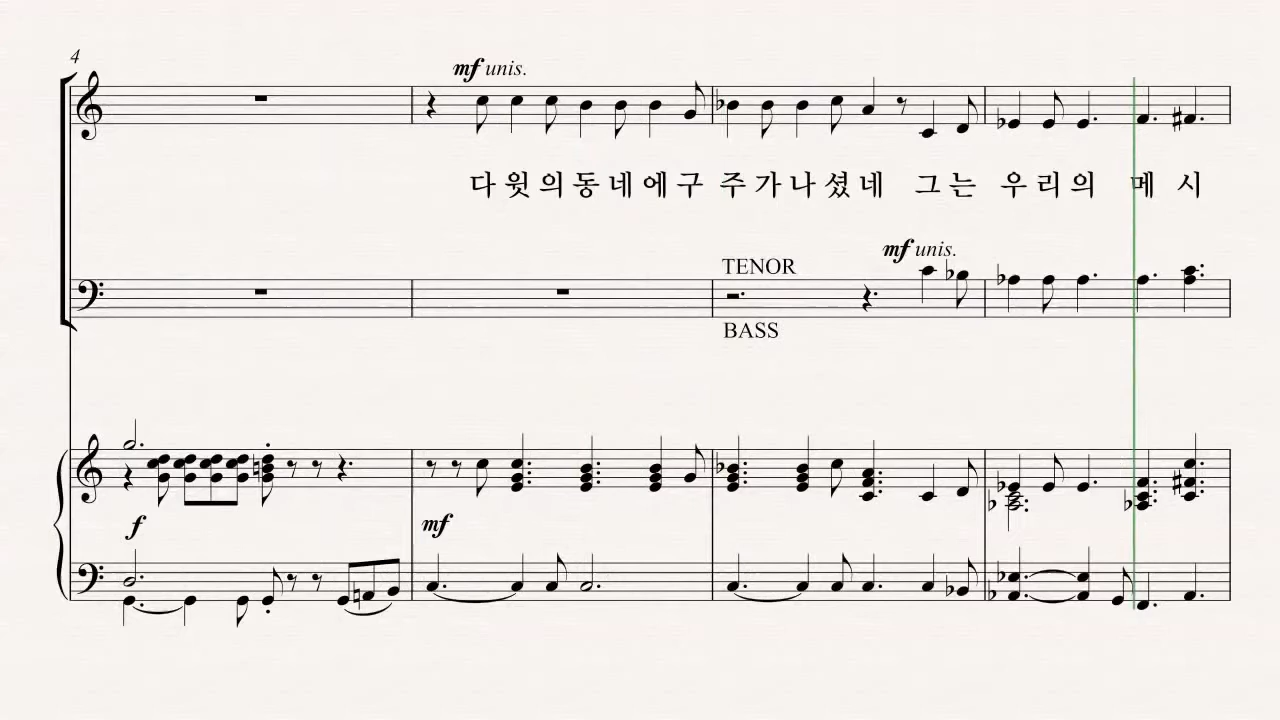 4
mf unis.
다 윗 의 동 네 에 구 주 가 나 셨 네 그 는 우 리 의 메 시
mf unis.
TENOR
BASS
f
mf